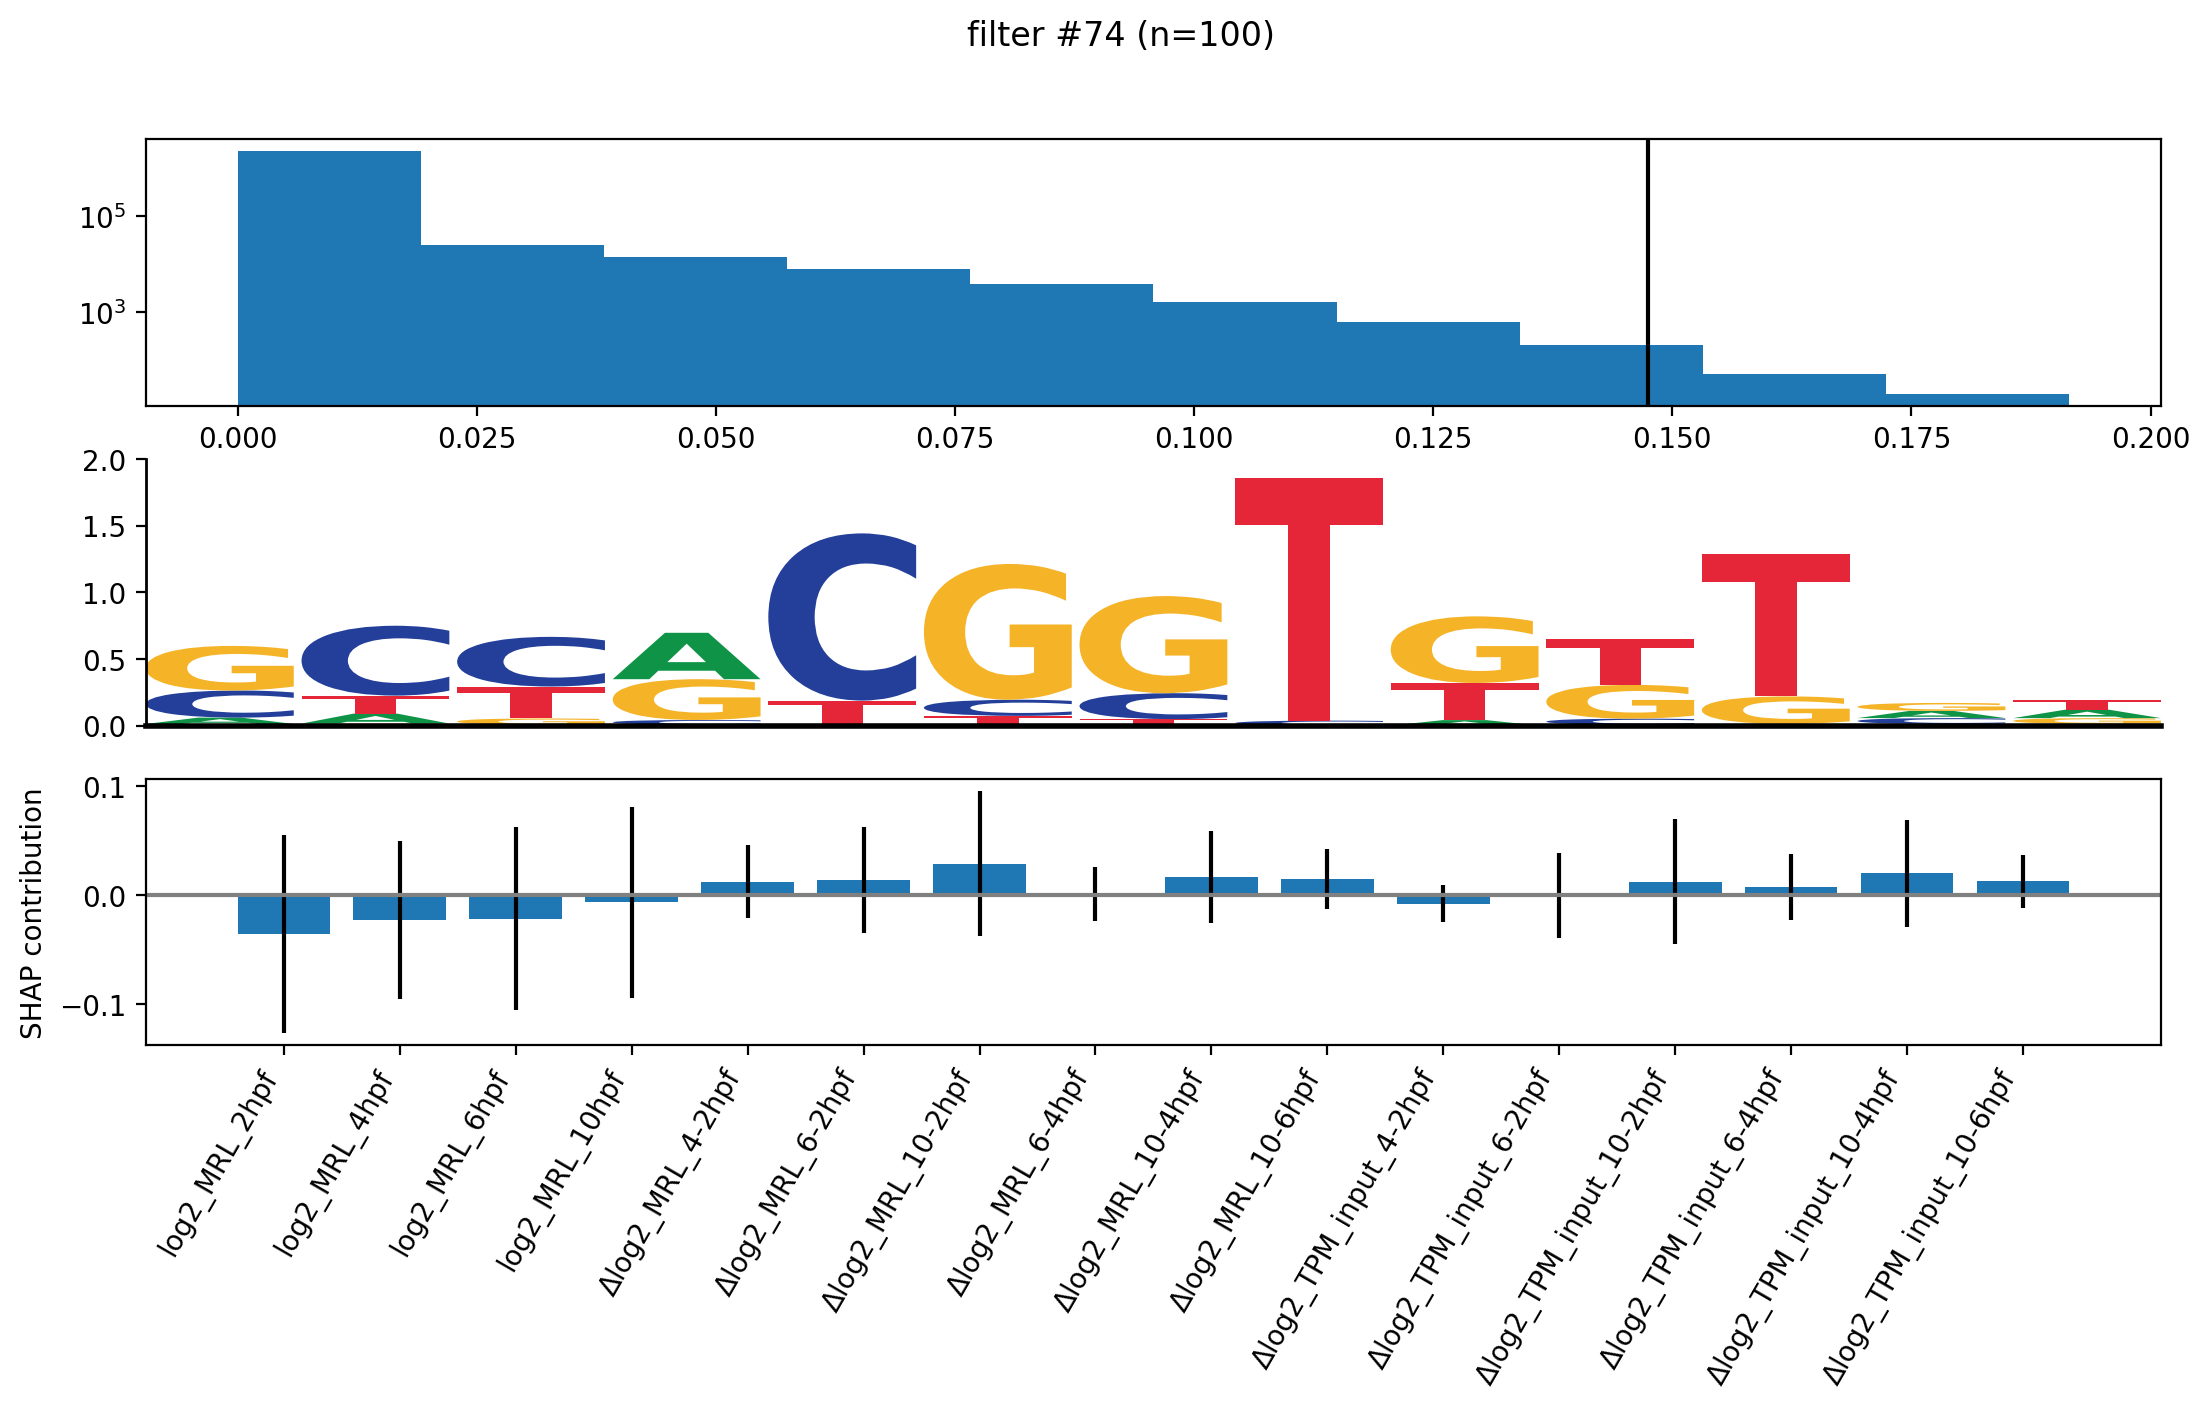 filter #74 (n=100)
10^5
10^3
0.000 0.025 0.050 0.075 0.100 0.125 0.150 0.175 0.200
2.0
1.5
1.0
0.5
0.0
G C C A C G G T G T T G T
C T T G T C C C T G G A A
A A G C T T A C C G
SHAP contribution
0.1
0.0
−0.1
log2_MRL_2hpf
log2_MRL_4hpf
log2_MRL_6hpf
log2_MRL_10hpf
Δlog2_MRL_4-2hpf
Δlog2_MRL_6-2hpf
Δlog2_MRL_10-2hpf
Δlog2_MRL_6-4hpf
Δlog2_MRL_10-4hpf
Δlog2_MRL_10-6hpf
Δlog2_TPM_input_4-2hpf
Δlog2_TPM_input_6-2hpf
Δlog2_TPM_input_10-2hpf
Δlog2_TPM_input_6-4hpf
Δlog2_TPM_input_10-4hpf
Δlog2_TPM_input_10-6hpf